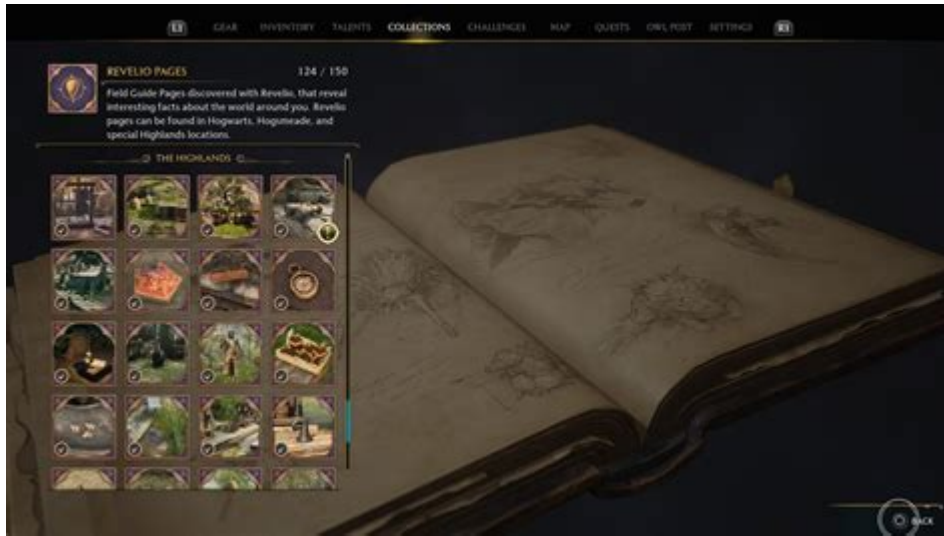 L1 GEAR INVENTORY TALENTS COLLECTIONS CHALLENGES MAP QUESTS OWL POST SETTINGS R1
REVELIO PAGES 124 / 150
Field Guide Pages discovered with Revelio, that reveal
interesting facts about the world around you. Revelio
pages can be found in Hogwarts, Hogsmeade, and
special Highlands locations.
THE HIGHLANDS
BACK